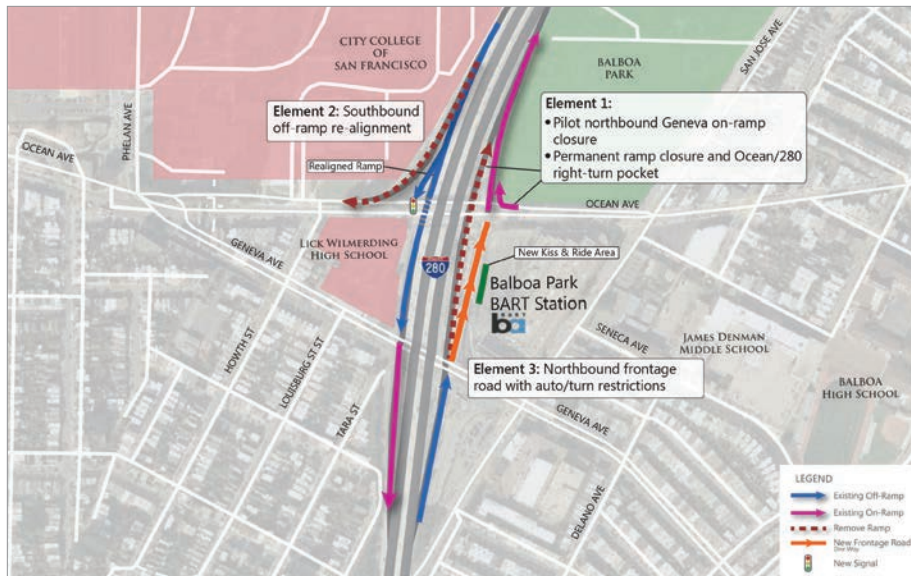 CITY COLLEGE
OF
SAN FRANCISCO
BALBOA
PARK
SAN JOSE AVE
PHELAN AVE
Element 2: Southbound
off-ramp re-alignment
Element 1:
• Pilot northbound Geneva on-ramp
closure
• Permanent ramp closure and Ocean/280
right-turn pocket
OCEAN AVE
Realigned Ramp
OCEAN AVE
GENEVA AVE
LICK WILMERDING
HIGH SCHOOL
280
New Kiss & Ride Area
Balboa Park
BART Station
BART
ba
SENECA AVE
JAMES DENMAN
MIDDLE SCHOOL
HOWTH ST
LOUISBURG ST ST
TARA ST
Element 3: Northbound frontage
road with auto/turn restrictions
BALBOA
HIGH SCHOOL
GENEVA AVE
DELANO AVE
LEGEND
Existing Off-Ramp
Existing On-Ramp
Remove Ramp
New Frontage Road
One Way
New Signal